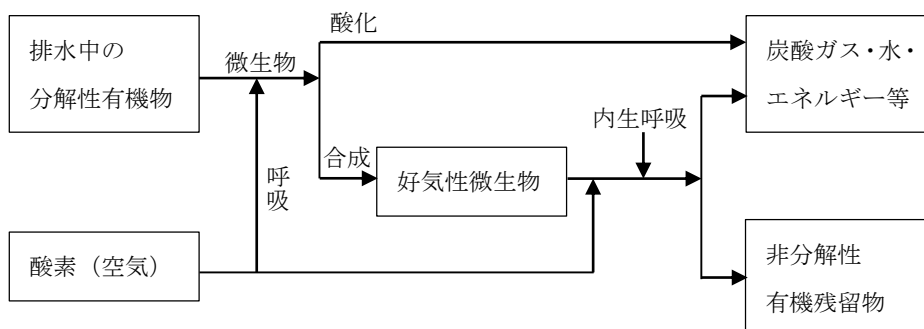 排水中の
分解性有機物
微生物
酸化
炭酸ガス・水・
エネルギー等
呼吸
合成
好気性微生物
内生呼吸
酸素（空気）
非分解性
有機残留物